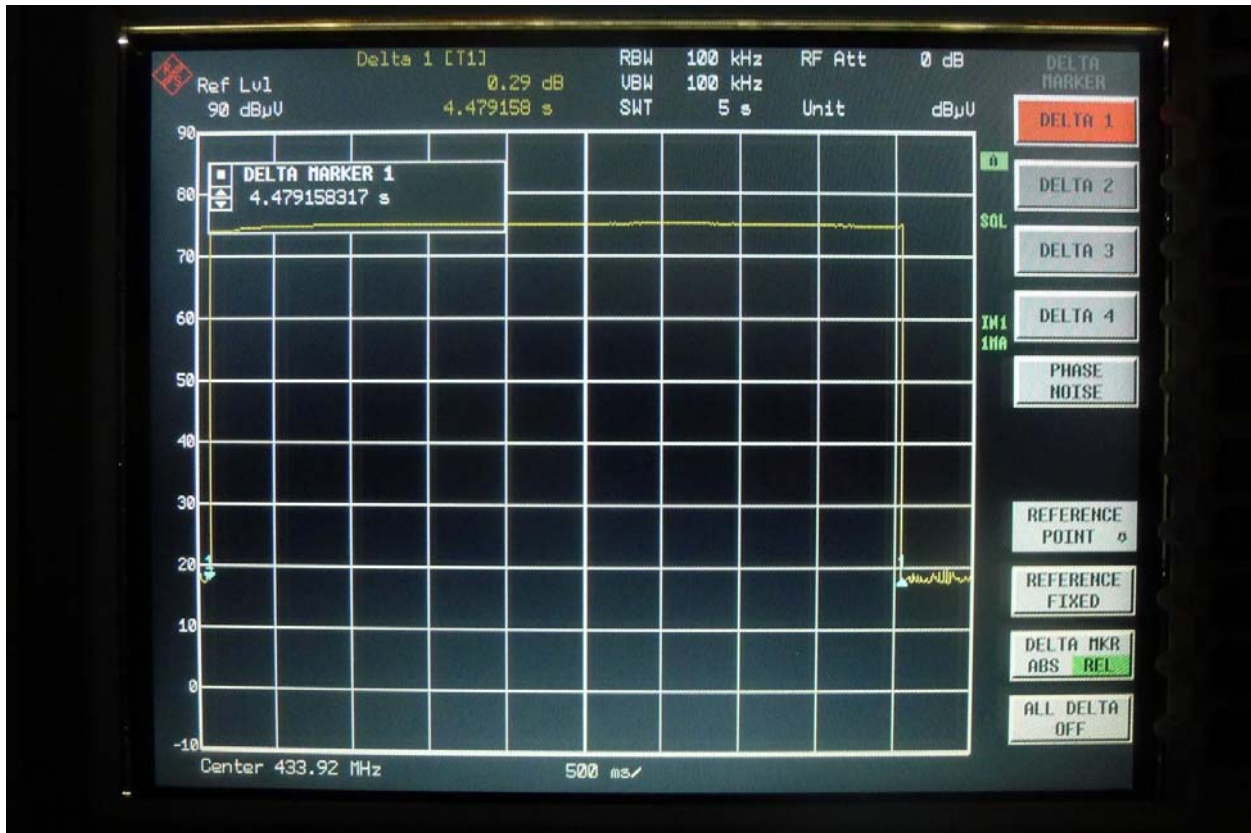 Delta 1 [T1] RBW 100 kHz RF Att 0 dB
Ref Lvl 0.29 dB VBW 100 kHz
90 dBµV 4.479158 s SWT 5 s Unit dBµV
DELTA MARKER
DELTA 1
90
DELTA MARKER 1
4.479158317 s
A
DELTA 2
80
SGL
70
DELTA 3
60
IN1
1MA
DELTA 4
50
PHASE NOISE
40
30
REFERENCE POINT
20
1
1
REFERENCE FIXED
10
DELTA MKR
ABS REL
0
ALL DELTA OFF
-10
Center 433.92 MHz 500 ms/